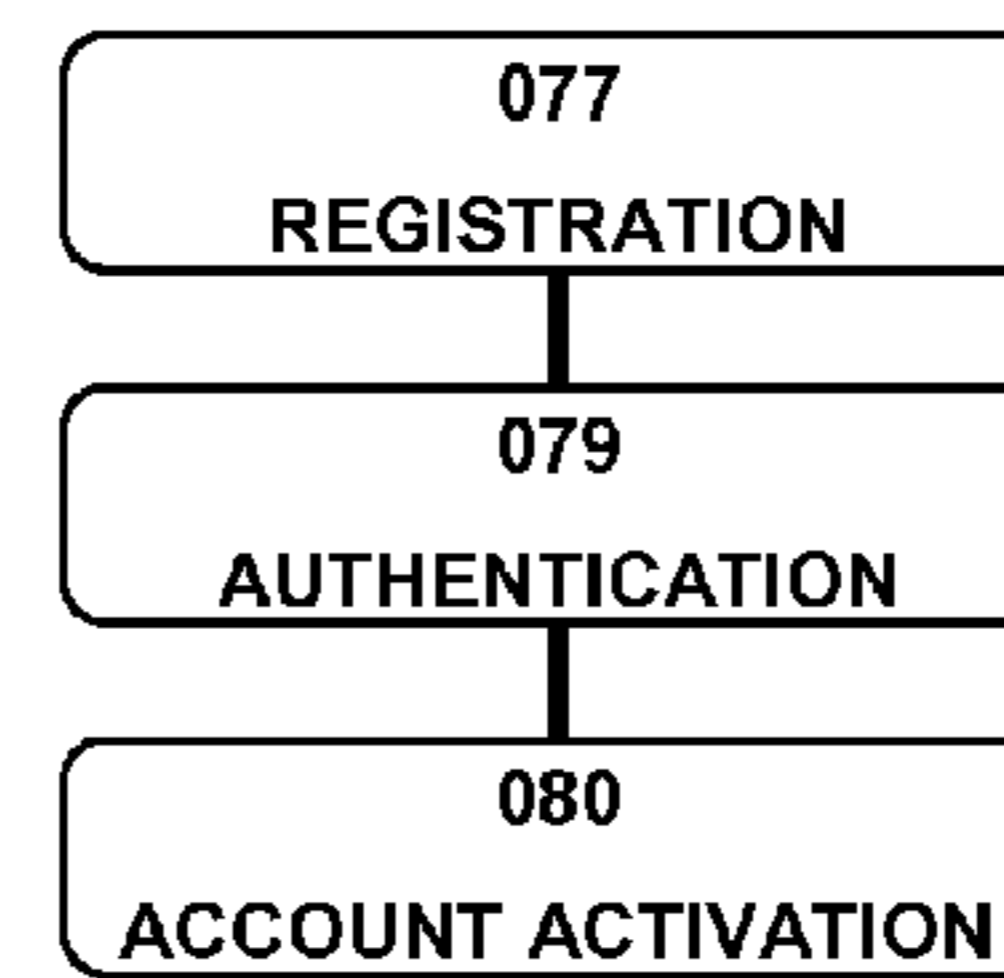 077
REGISTRATION
079
AUTHENTICATION
080
ACCOUNT ACTIVATION